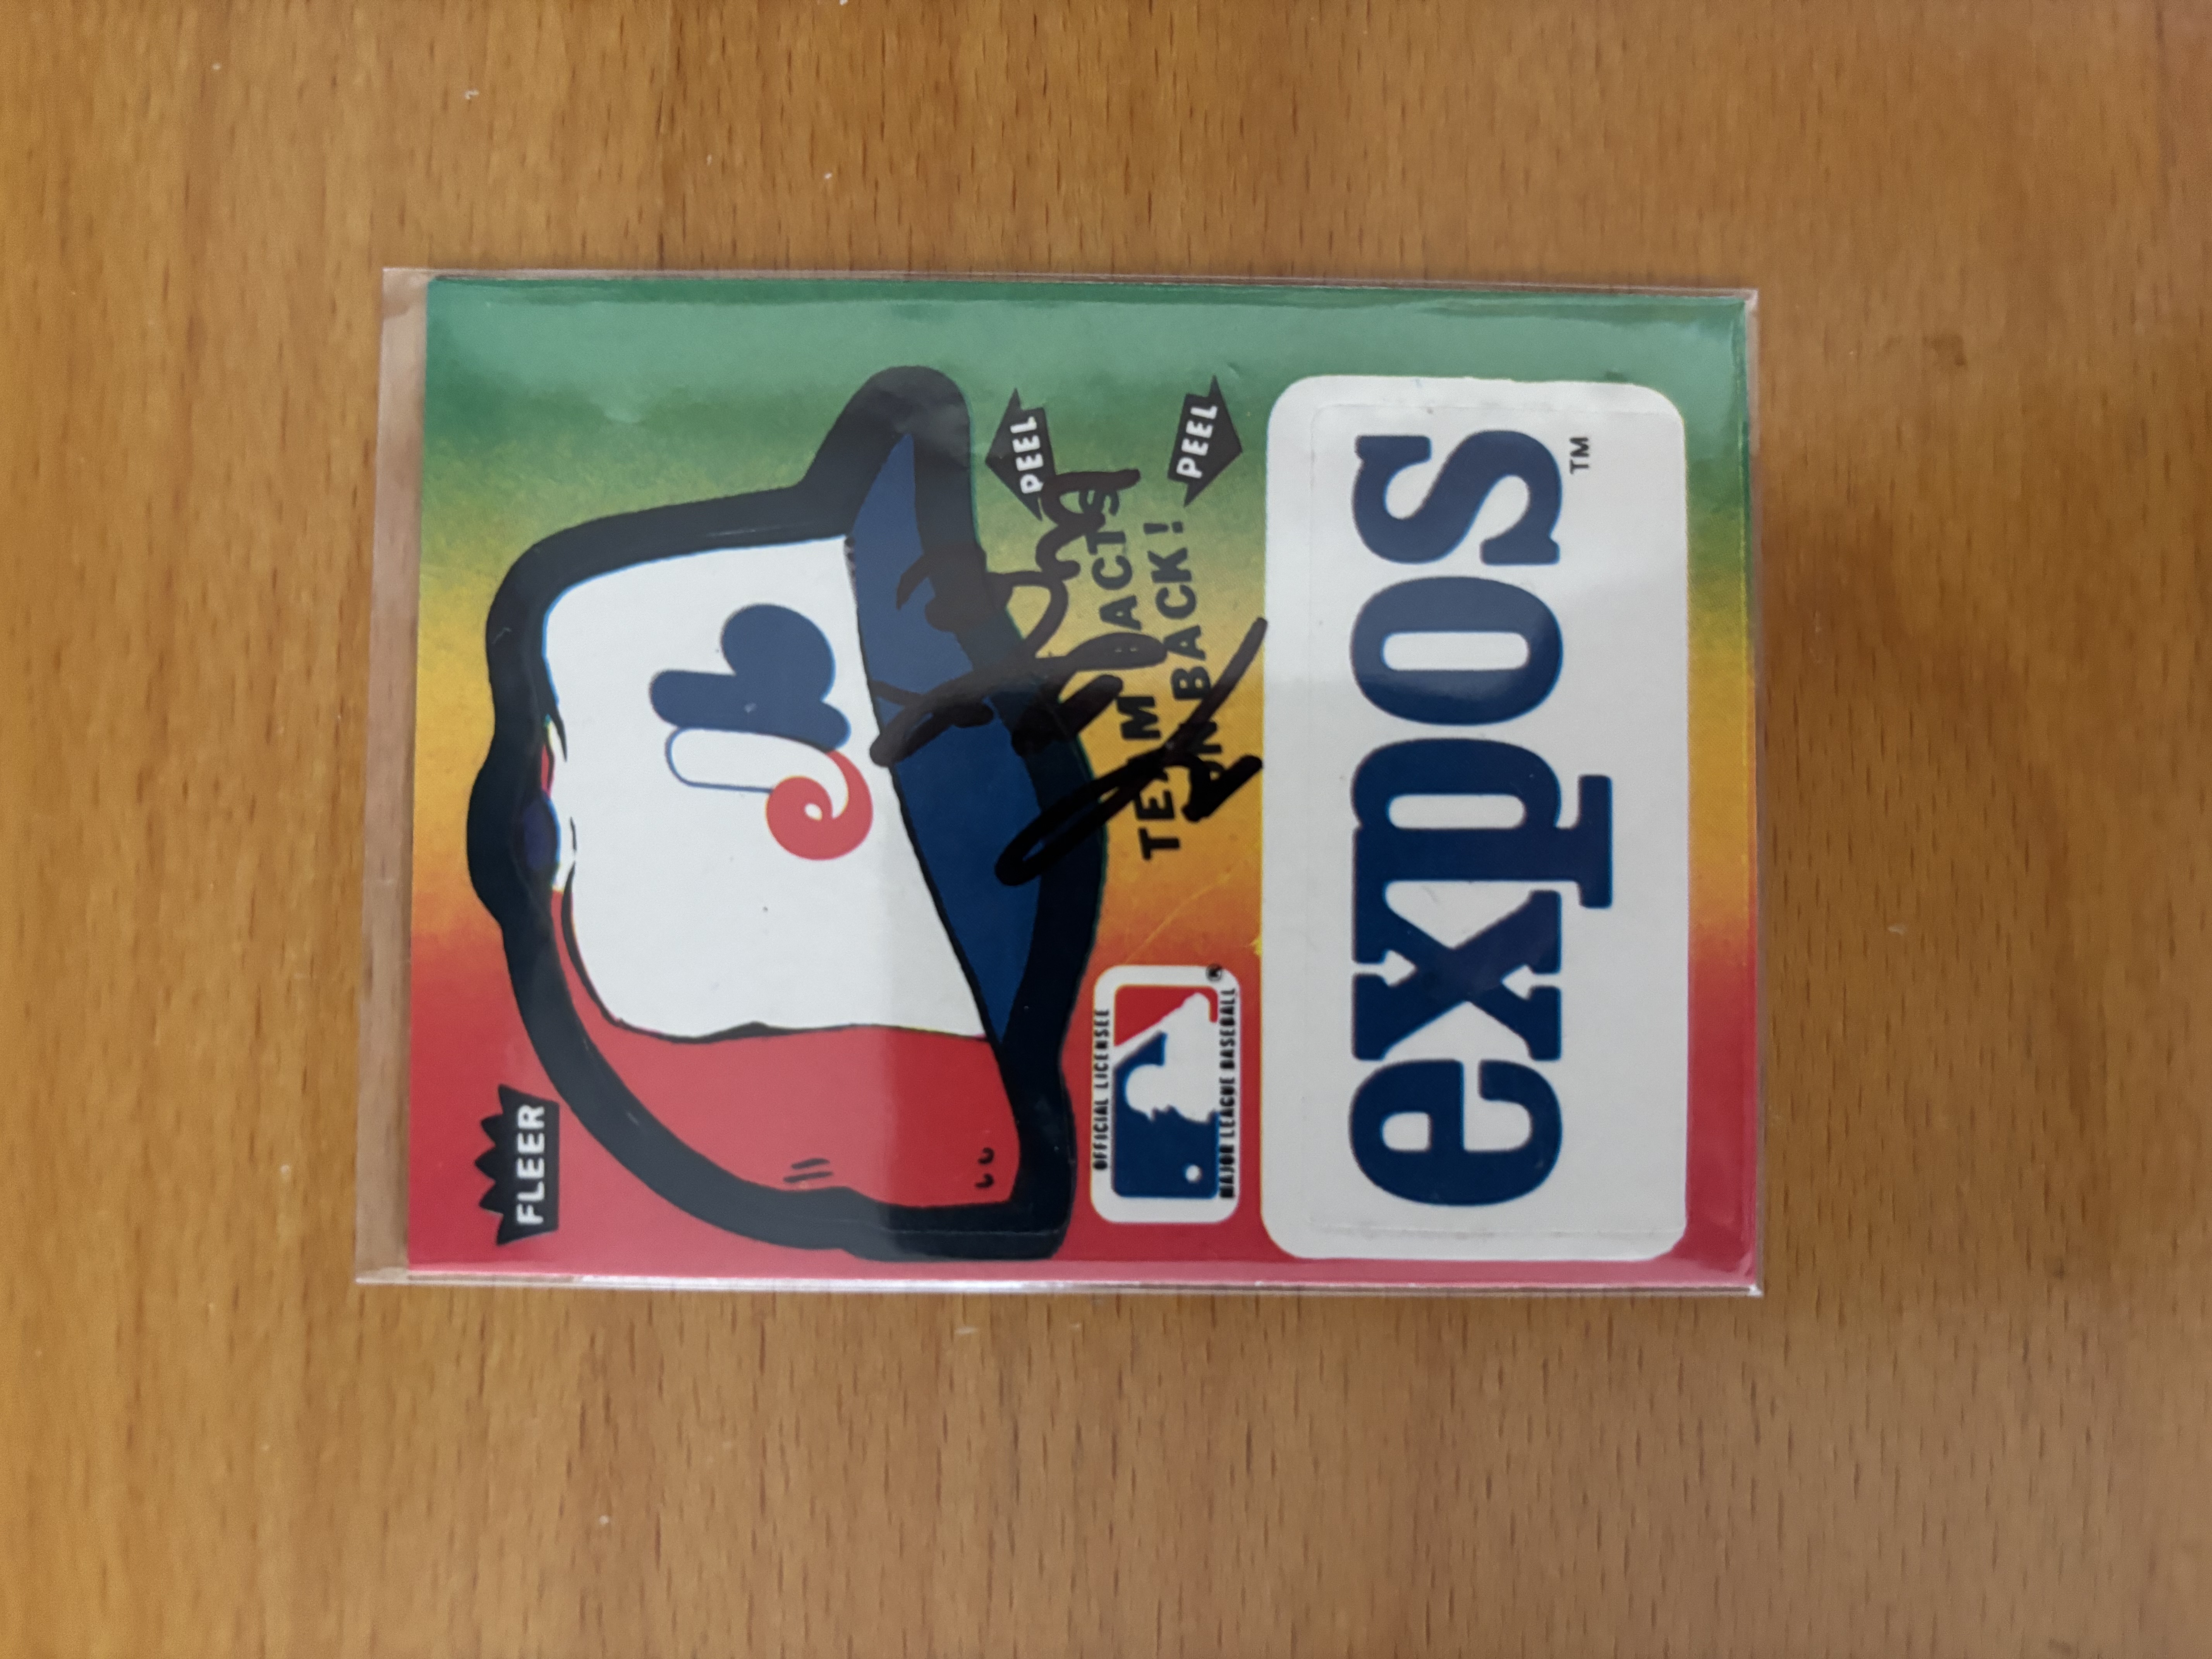 FLEER
PEEL
TEAM FACTS
ON BACK!
PEEL
OFFICIAL LICENSEE
MAJOR LEAGUE BASEBALL®
expos™